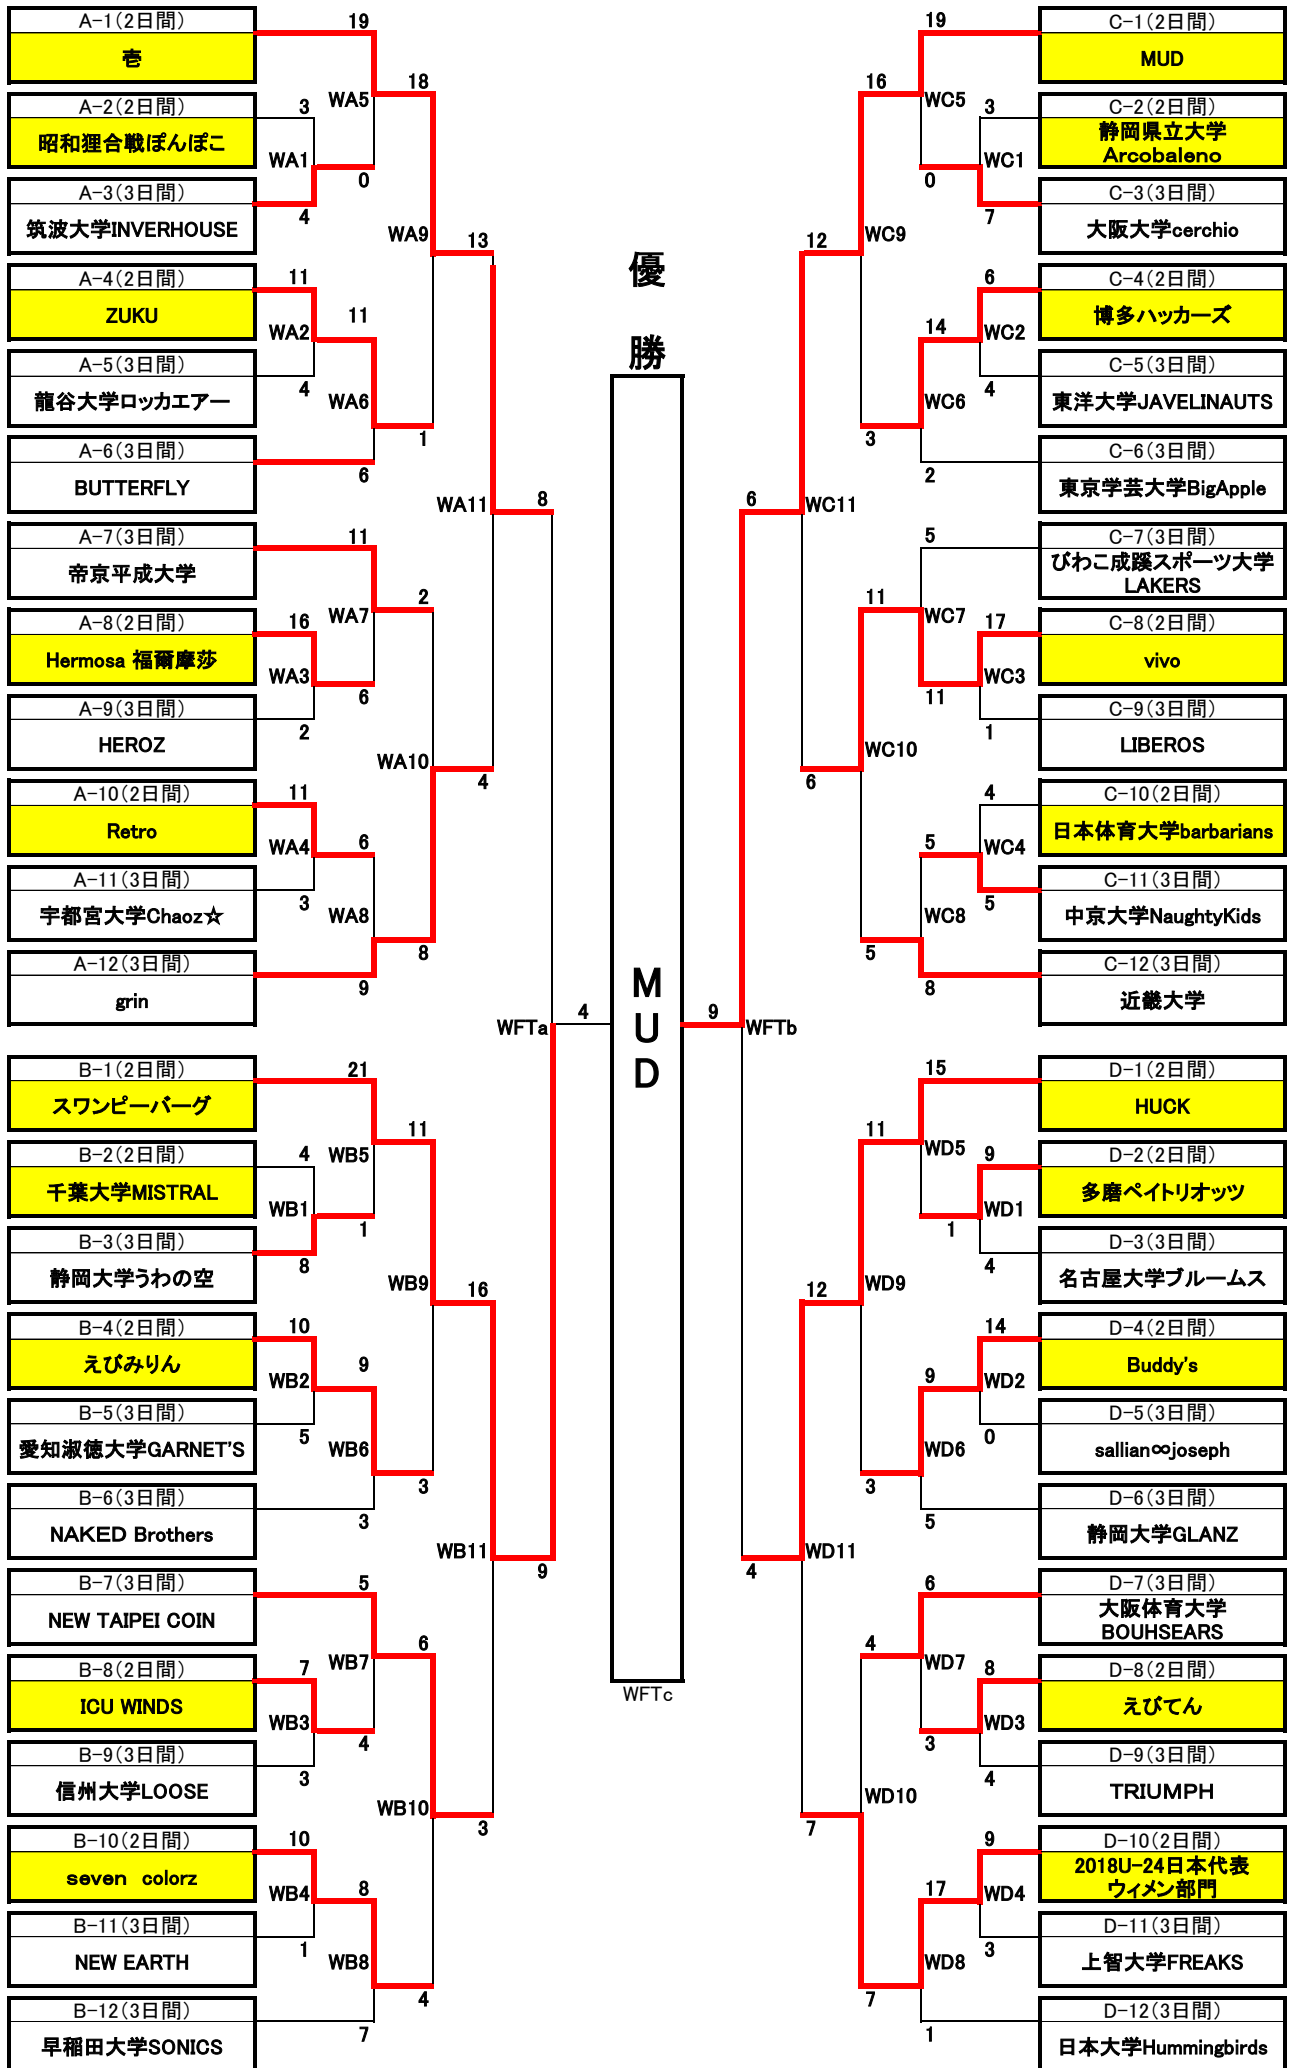 A-1(2日間)
壱
A-2(2日間)
昭和狸合戦ぽんぽこ
A-3(3日間)
筑波大学INVERHOUSE
A-4(2日間)
ZUKU
A-5(3日間)
龍谷大学ロッカエアー
A-6(3日間)
BUTTERFLY
A-7(3日間)
帝京平成大学
A-8(2日間)
Hermosa 福爾摩莎
A-9(3日間)
HEROZ
A-10(2日間)
Retro
A-11(3日間)
宇都宮大学Chaoz☆
A-12(3日間)
grin
19
3
WA1
4
11
WA2
4
6
11
16
WA3
2
11
WA4
3
9
WA5
0
11
WA6
WA7
6
6
WA8
18
WA9
1
2
WA10
8
13
WA11
4
8
WFTa
4
B-1(2日間)
スワンピーバーグ
B-2(2日間)
千葉大学MISTRAL
B-3(3日間)
静岡大学うわの空
B-4(2日間)
えびみりん
B-5(3日間)
愛知淑徳大学GARNET'S
B-6(3日間)
NAKED Brothers
B-7(3日間)
NEW TAIPEI COIN
B-8(2日間)
ICU WINDS
B-9(3日間)
信州大学LOOSE
B-10(2日間)
seven colorz
B-11(3日間)
NEW EARTH
B-12(3日間)
早稲田大学SONICS
21
4
WB1
8
10
WB2
5
3
5
7
WB3
3
10
WB4
1
7
WB5
1
9
WB6
WB7
4
8
WB8
11
WB9
3
6
WB10
4
16
WB11
3
9
優
勝
M
U
D
WFTc
C-1(2日間)
MUD
C-2(2日間)
静岡県立大学
Arcobaleno
C-3(3日間)
大阪大学cerchio
C-4(2日間)
博多ハッカーズ
C-5(3日間)
東洋大学JAVELINAUTS
C-6(3日間)
東京学芸大学BigApple
C-7(3日間)
びわこ成蹊スポーツ大学
LAKERS
C-8(2日間)
vivo
C-9(3日間)
LIBEROS
C-10(2日間)
日本体育大学barbarians
C-11(3日間)
中京大学NaughtyKids
C-12(3日間)
近畿大学
19
3
WC1
7
6
WC2
4
2
5
17
WC3
1
4
WC4
5
8
WC5
0
14
WC6
WC7
11
5
WC8
16
WC9
3
11
WC10
5
12
WC11
6
6
WFTb
9
D-1(2日間)
HUCK
D-2(2日間)
多磨ペイトリオッツ
D-3(3日間)
名古屋大学ブルームス
D-4(2日間)
Buddy's
D-5(3日間)
sallian∞joseph
D-6(3日間)
静岡大学GLANZ
D-7(3日間)
大阪体育大学
BOUHSEARS
D-8(2日間)
えびてん
D-9(3日間)
TRIUMPH
D-10(2日間)
2018U-24日本代表
ウィメン部門
D-11(3日間)
上智大学FREAKS
D-12(3日間)
日本大学Hummingbirds
15
9
WD1
4
14
WD2
0
5
6
8
WD3
4
9
WD4
3
1
WD5
1
9
WD6
WD7
3
17
WD8
11
WD9
3
4
WD10
7
12
WD11
7
4